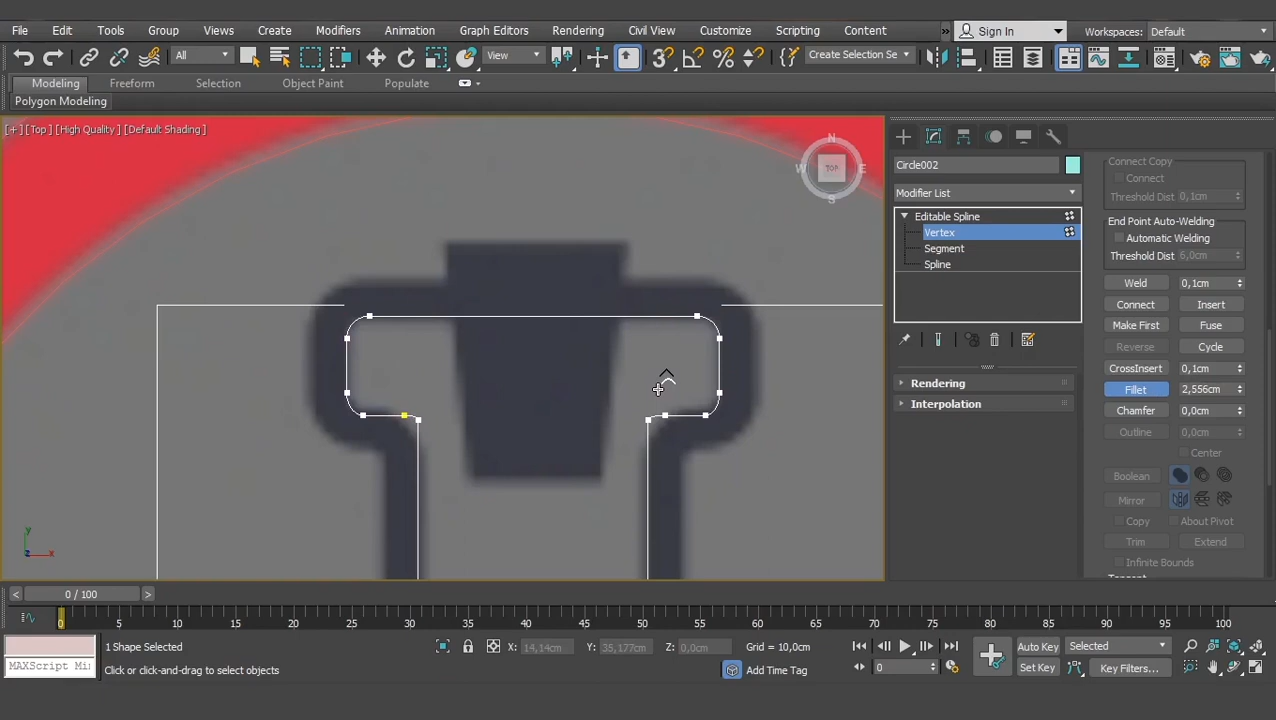 File Edit Tools Group Views Create Modifiers Animation Graph Editors Rendering Civil View Customize Scripting Content » Sign In Workspaces: Default
All View Create Selection Se
Modeling Freeform Selection Object Paint Populate
Polygon Modeling
[+] [Top] [High Quality] [Default Shading]
N
W TOP E
S
Circle002
Modifier List
Editable Spline
Vertex
Segment
Spline
Rendering
Interpolation
Connect Copy
Connect
Threshold Dist 0,1cm
End Point Auto-Welding
Automatic Welding
Threshold Dist 6,0cm
Weld 0,1cm
Connect Insert
Make First Fuse
Reverse Cycle
CrossInsert 0,1cm
Fillet 2,556cm
Chamfer 0,0cm
Outline 0,0cm
Center
Boolean
Mirror
Copy About Pivot
Trim Extend
Infinite Bounds
y
z x
< 0 / 100 >
0 5 10 15 20 25 30 35 40 45 50 55 60 65 70 75 80 85 90 95 100
1 Shape Selected X: 14,14cm Y: 35,177cm Z: 0,0cm Grid = 10,0cm Auto Key Selected
MAXScript Mi Click or click-and-drag to select objects Add Time Tag 0 Set Key Key Filters...